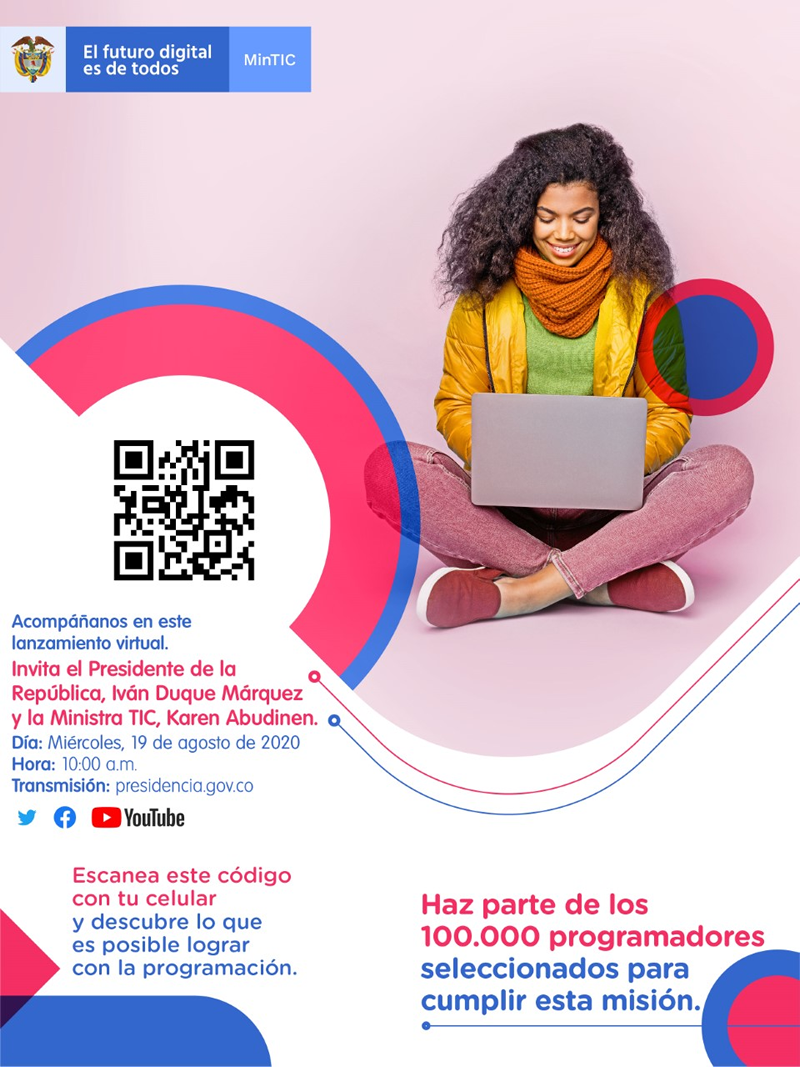 El futuro digital
es de todos
MinTIC
Acompáñanos en este
lanzamiento virtual.
Invita el Presidente de la
República, Iván Duque Márquez
y la Ministra TIC, Karen Abudinen.
Día: Miércoles, 19 de agosto de 2020
Hora: 10:00 a.m.
Transmisión: presidencia.gov.co
YouTube
Escanea este código
con tu celular
y descubre lo que
es posible lograr
con la programación.
Haz parte de los
100.000 programadores
seleccionados para
cumplir esta misión.